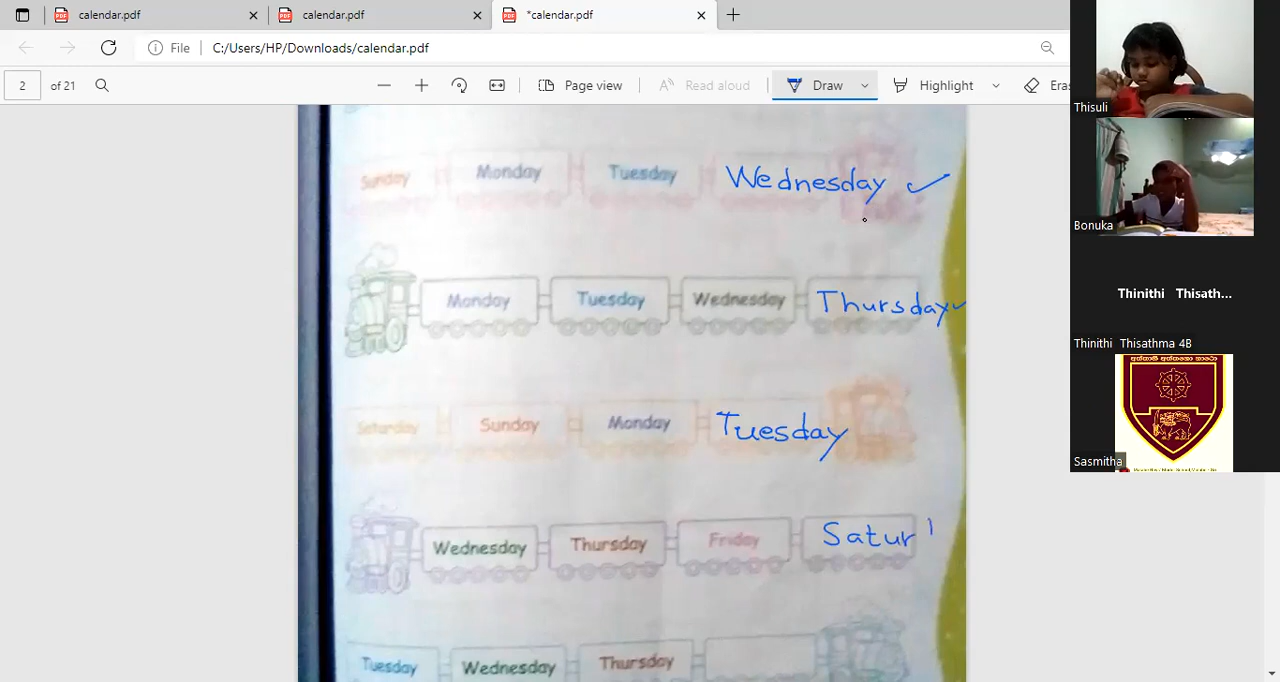 calendar.pdf calendar.pdf *calendar.pdf
File C:/Users/HP/Downloads/calendar.pdf
2 of 21 Page view Read aloud Draw Highlight Eras
Sunday Monday Tuesday Wednesday
Monday Tuesday Wednesday Thursday
Saturday Sunday Monday Tuesday
Wednesday Thursday Friday Satur
Tuesday Wednesday Thursday
Thisuli
Bonuka
Thinithi Thisath...
Thinithi Thisathma 4B
Sasmitha